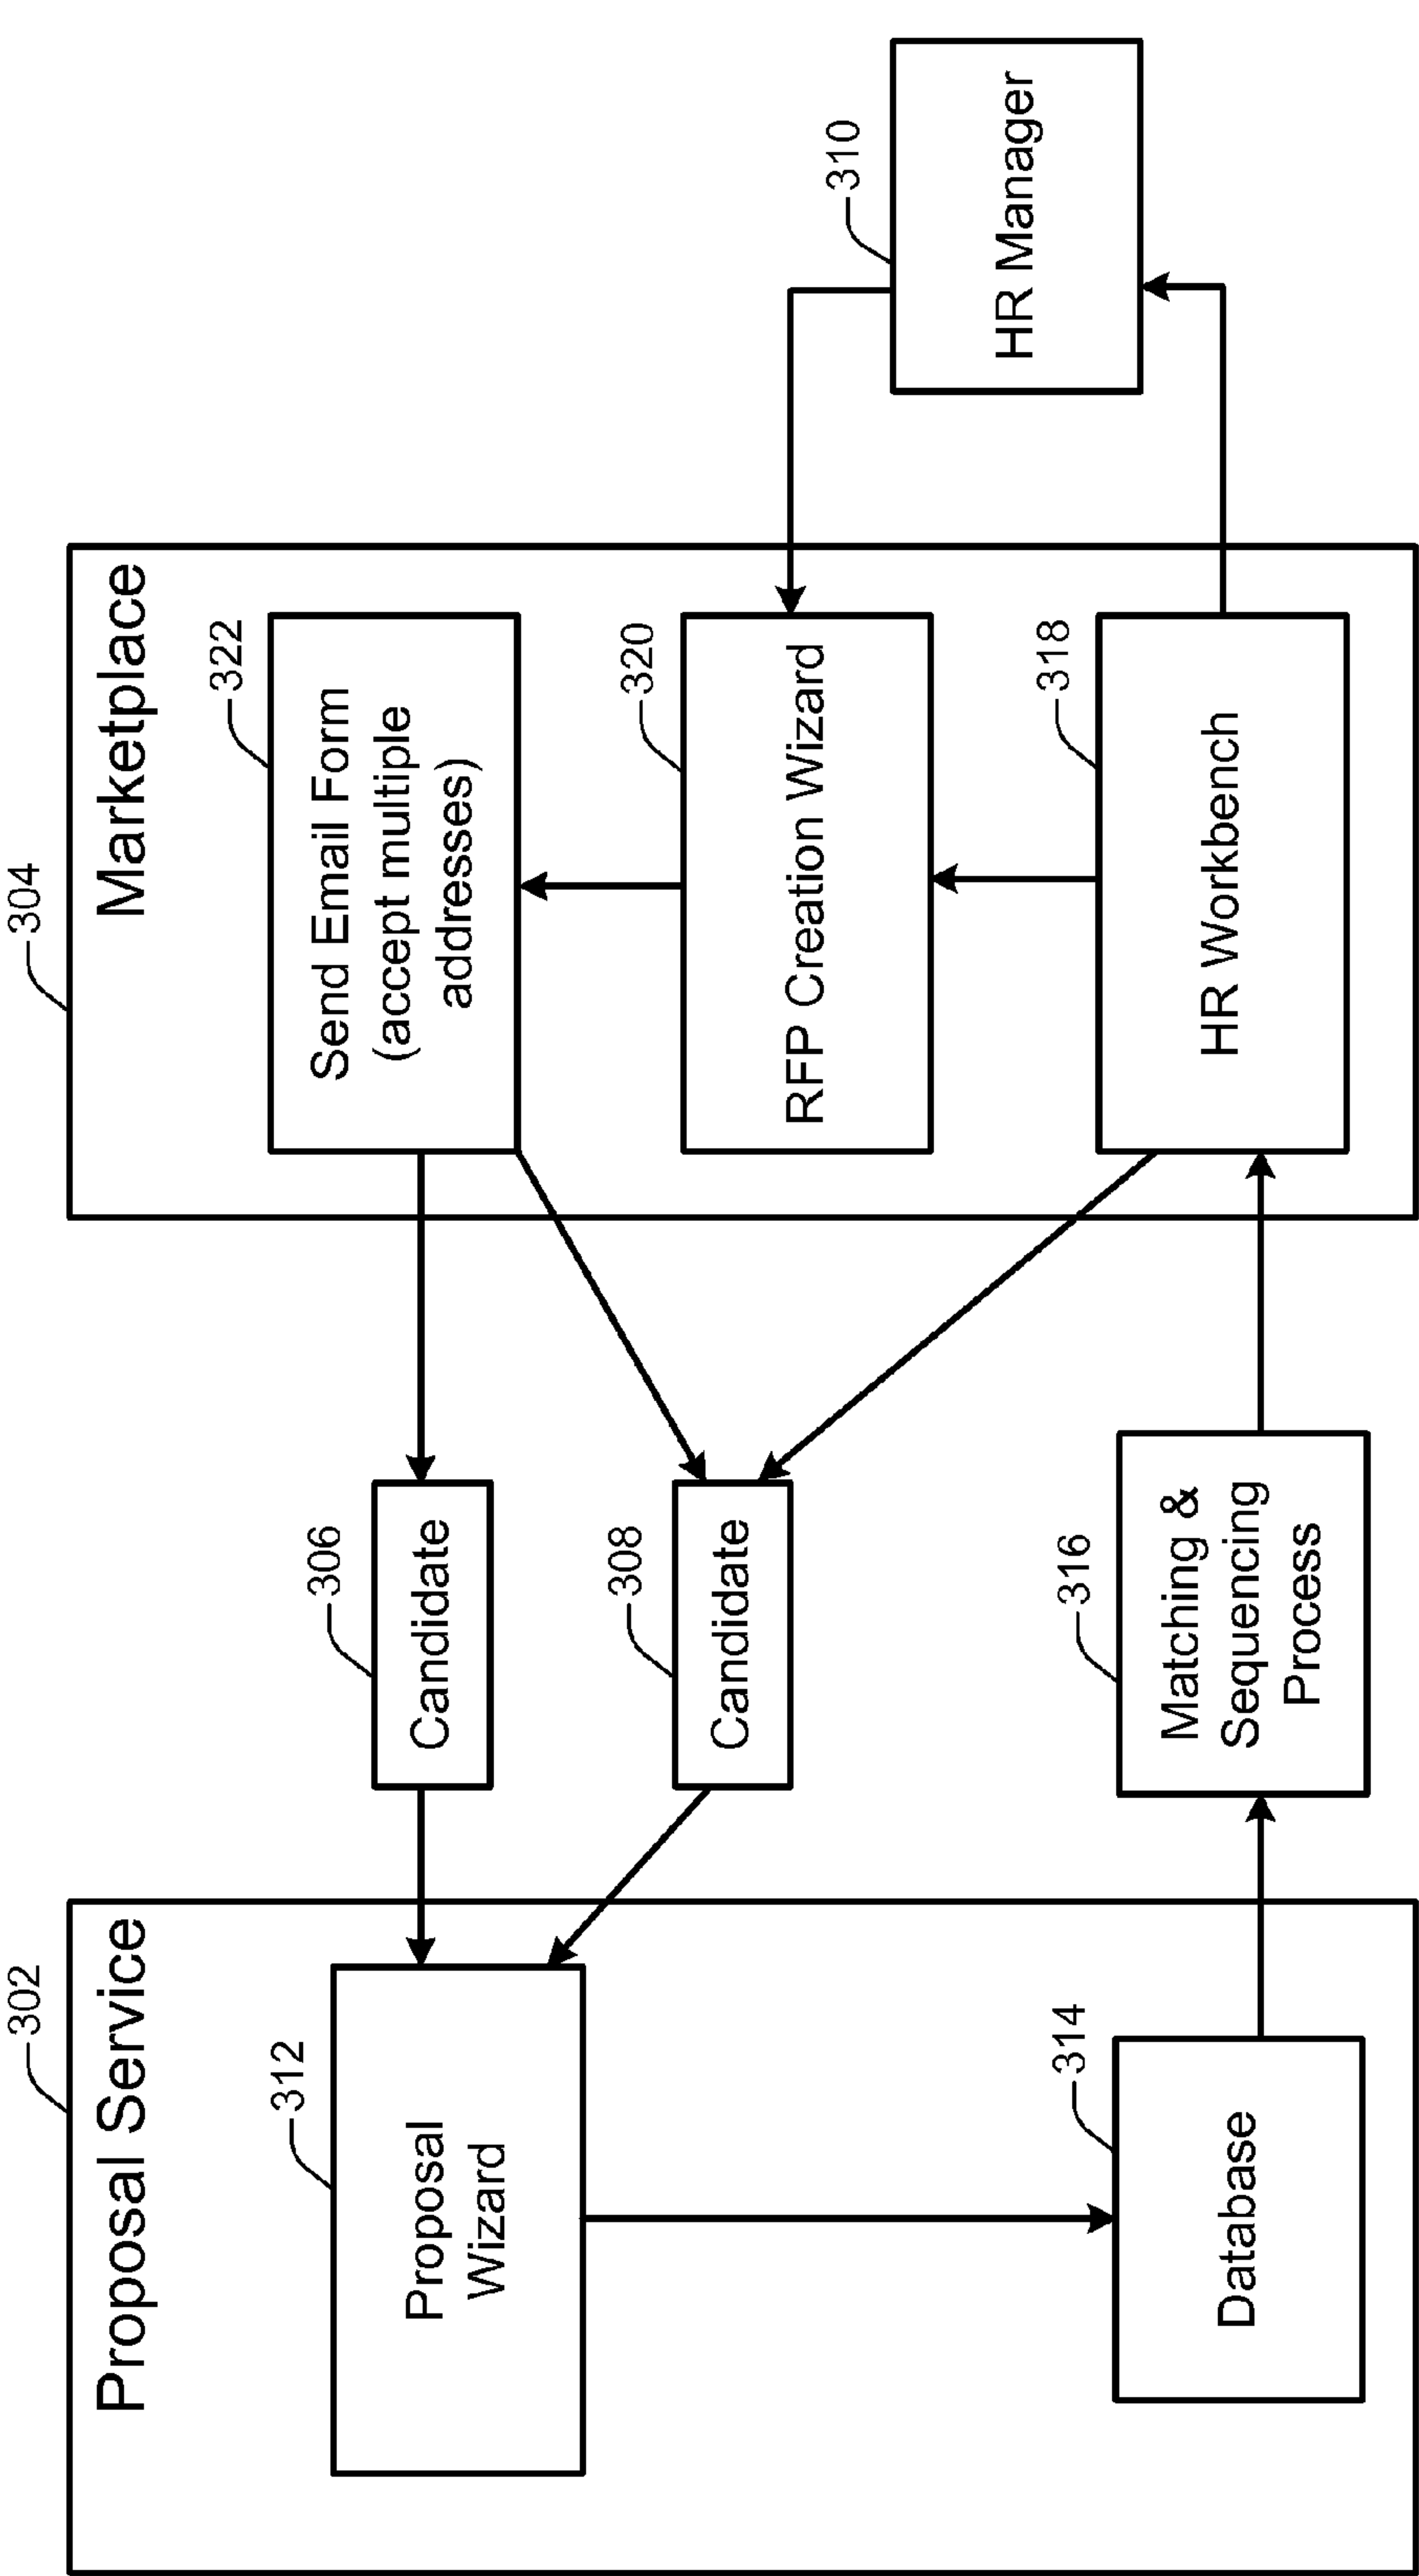 302
Proposal Service
312
Proposal
Wizard
314
Database
306
Candidate
308
Candidate
316
Matching &
Sequencing
Process
304
Marketplace
322
Send Email Form
(accept multiple
addresses)
320
RFP Creation Wizard
318
HR Workbench
310
HR Manager